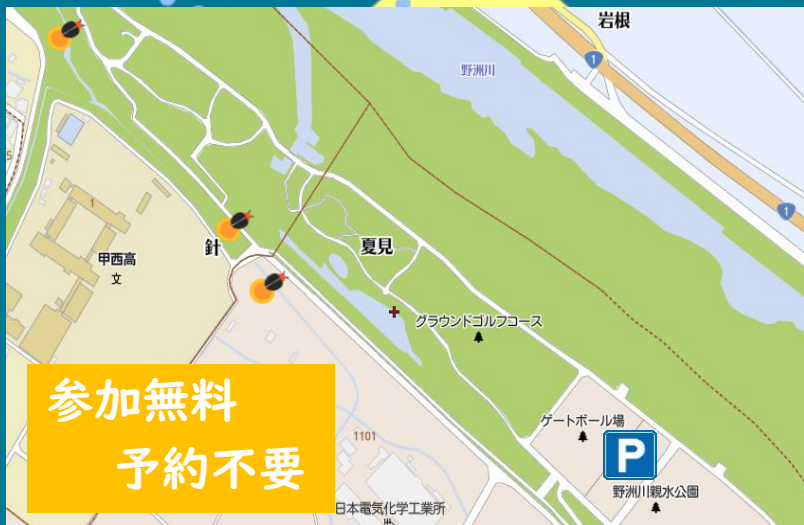 岩根
1
野洲川
1
1
甲西高
文
針
夏見
グラウンドゴルフコース
参加無料
予約不要
1101
ゲートボール場
P
野洲川親水公園
日本電気化学工業所